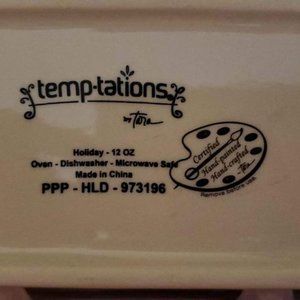 temp-tations®
by Tara
Holiday - 12 OZ
Oven - Dishwasher - Microwave Safe
Made in China
PPP - HLD - 973196
Certified
Hand-painted
Hand-crafted
Tara
Remove before use.